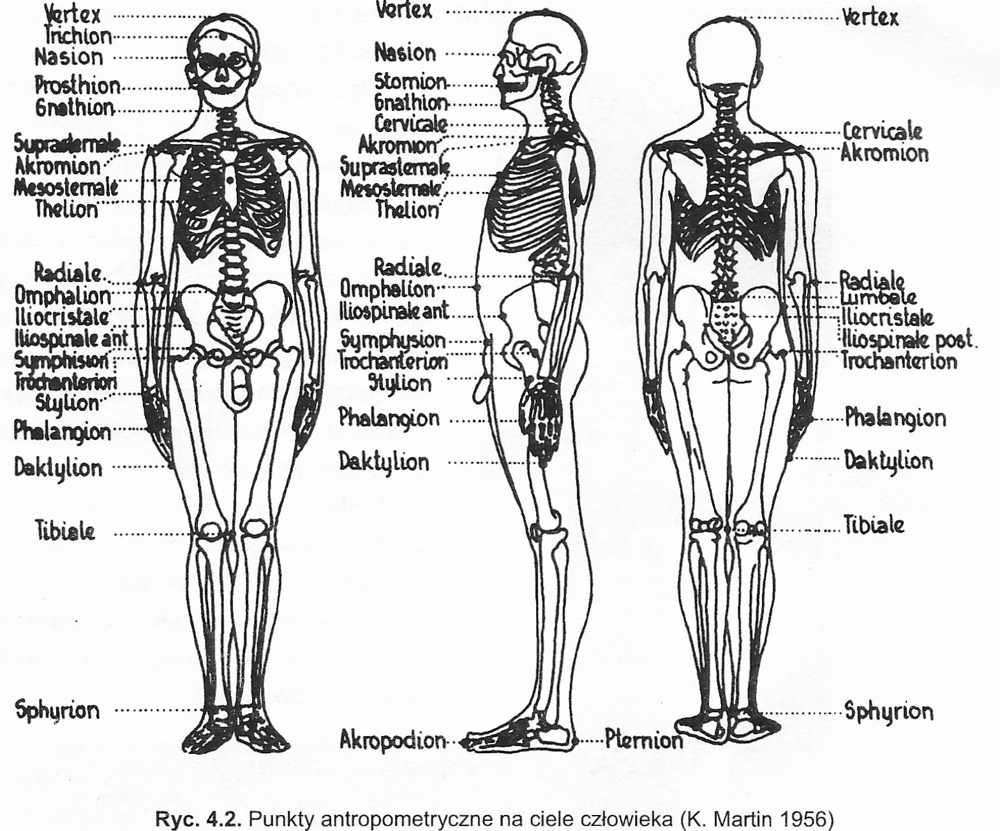 Vertex
Trichion
Nasion
Prosthion
Gnathion
Suprasternale
Akromion
Mesosternale
Thelion
Radiale
Omphalion
Iliocristale
Iliospinale ant
Symphision
Trochanterion
Stylion
Phalangion
Daktylion
Tibiale
Sphyrion
Vertex
Nasion
Stomion
Gnathion
Cervicale
Akromion
Suprasternale
Mesosternale
Thelion
Radiale
Omphalion
Iliospinale ant
Symphysion
Trochanterion
Stylion
Phalangion
Daktylion
Akropodion
Pternion
Vertex
Cervicale
Akromion
Radiale
Lumbale
Iliocristale
Iliospinale post.
Trochanterion
Phalangion
Daktylion
Tibiale
Sphyrion
Ryc. 4.2. Punkty antropometryczne na ciele człowieka (K. Martin 1956)